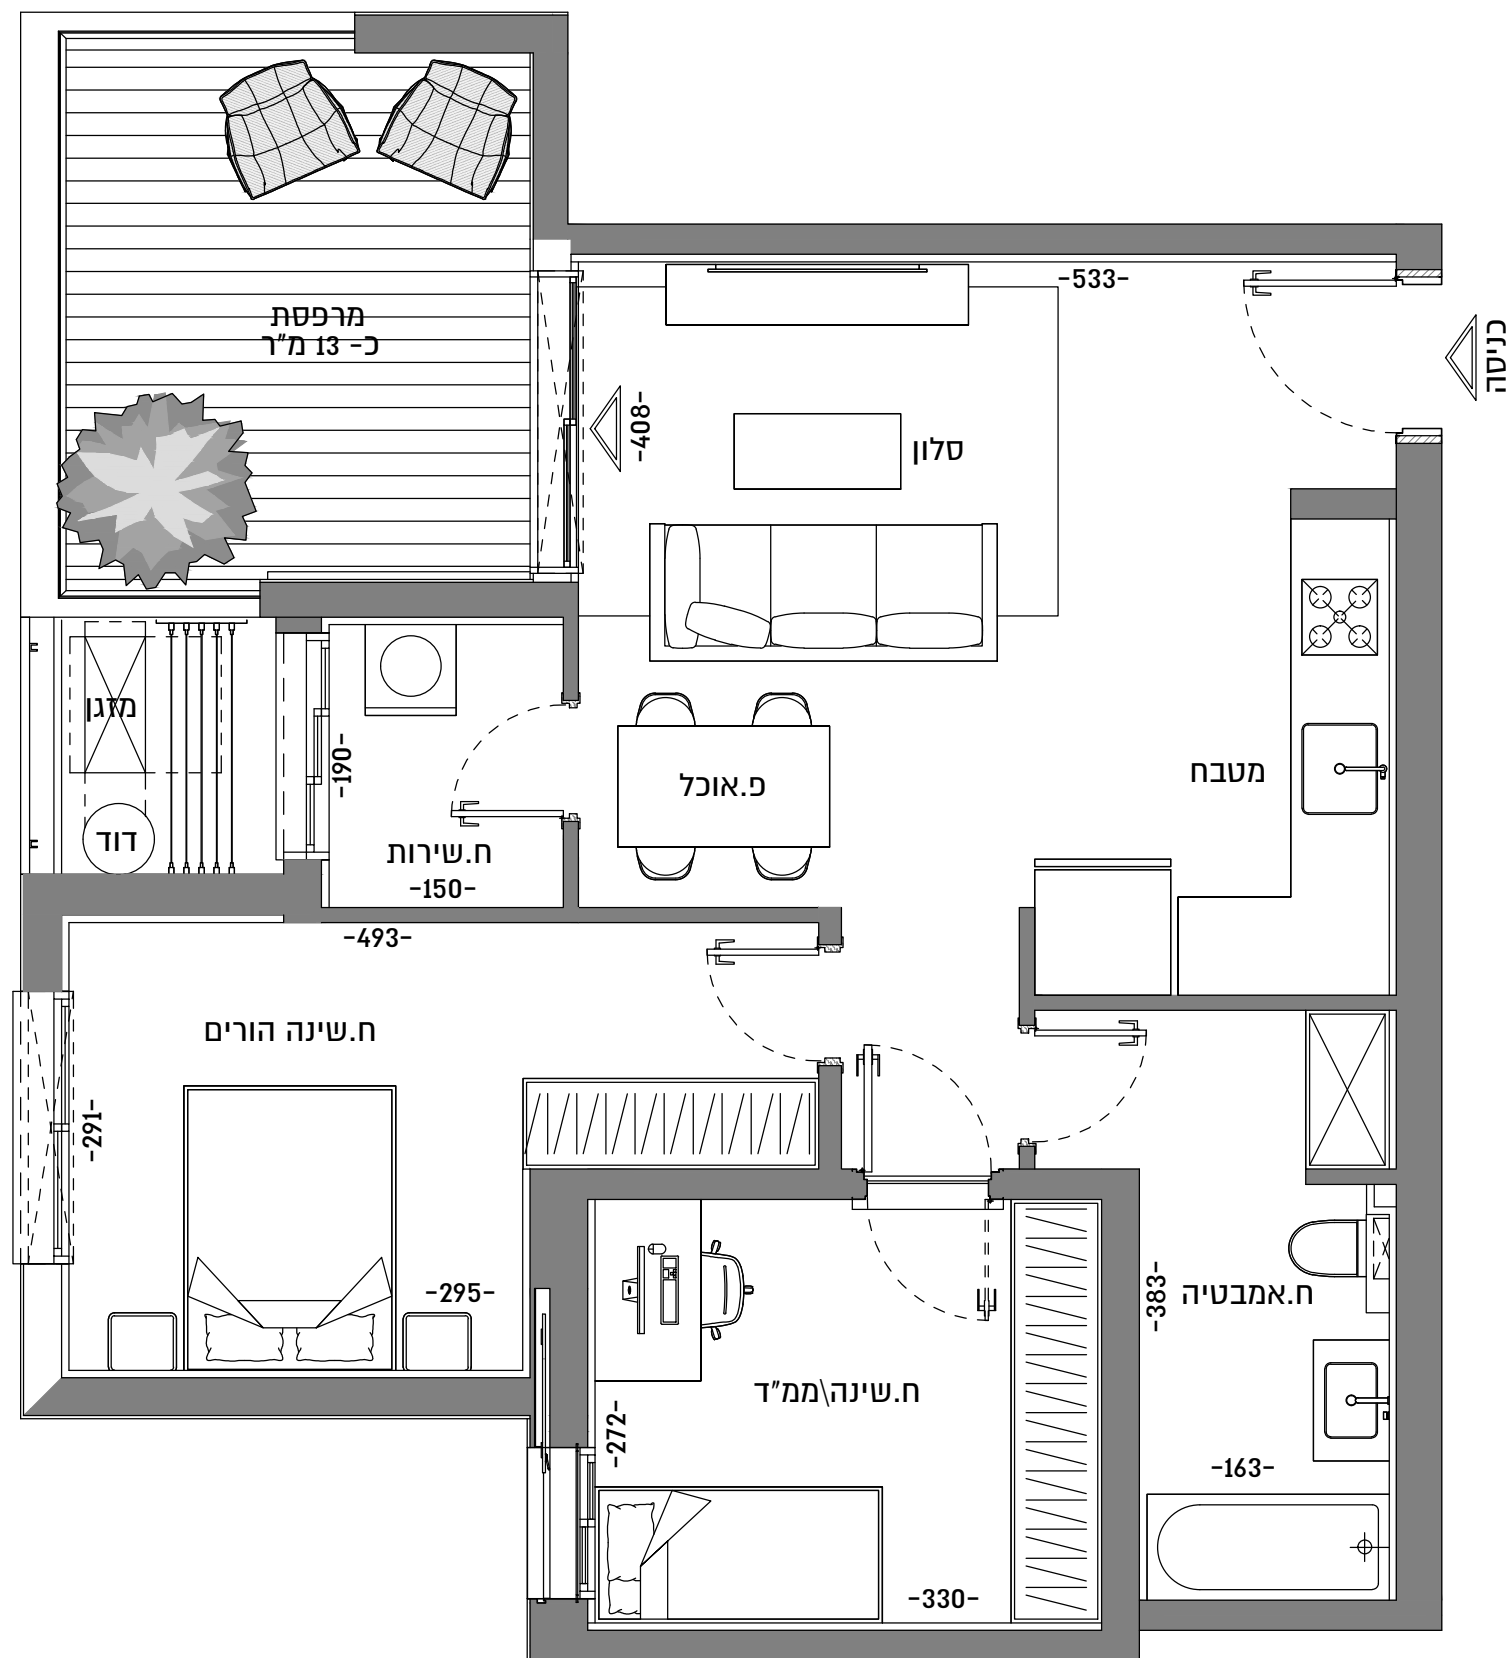 -533-
כניסה
מרפסת
כ- 13 מ"ר
-408-
סלון
מזגן
-190-
פ.אוכל
מטבח
דוד
ח.שירות
-150-
-493-
ח.שינה הורים
-291-
-295-
-383-
ח.אמבטיה
ח.שינה\ממ"ד
-272-
-163-
-330-